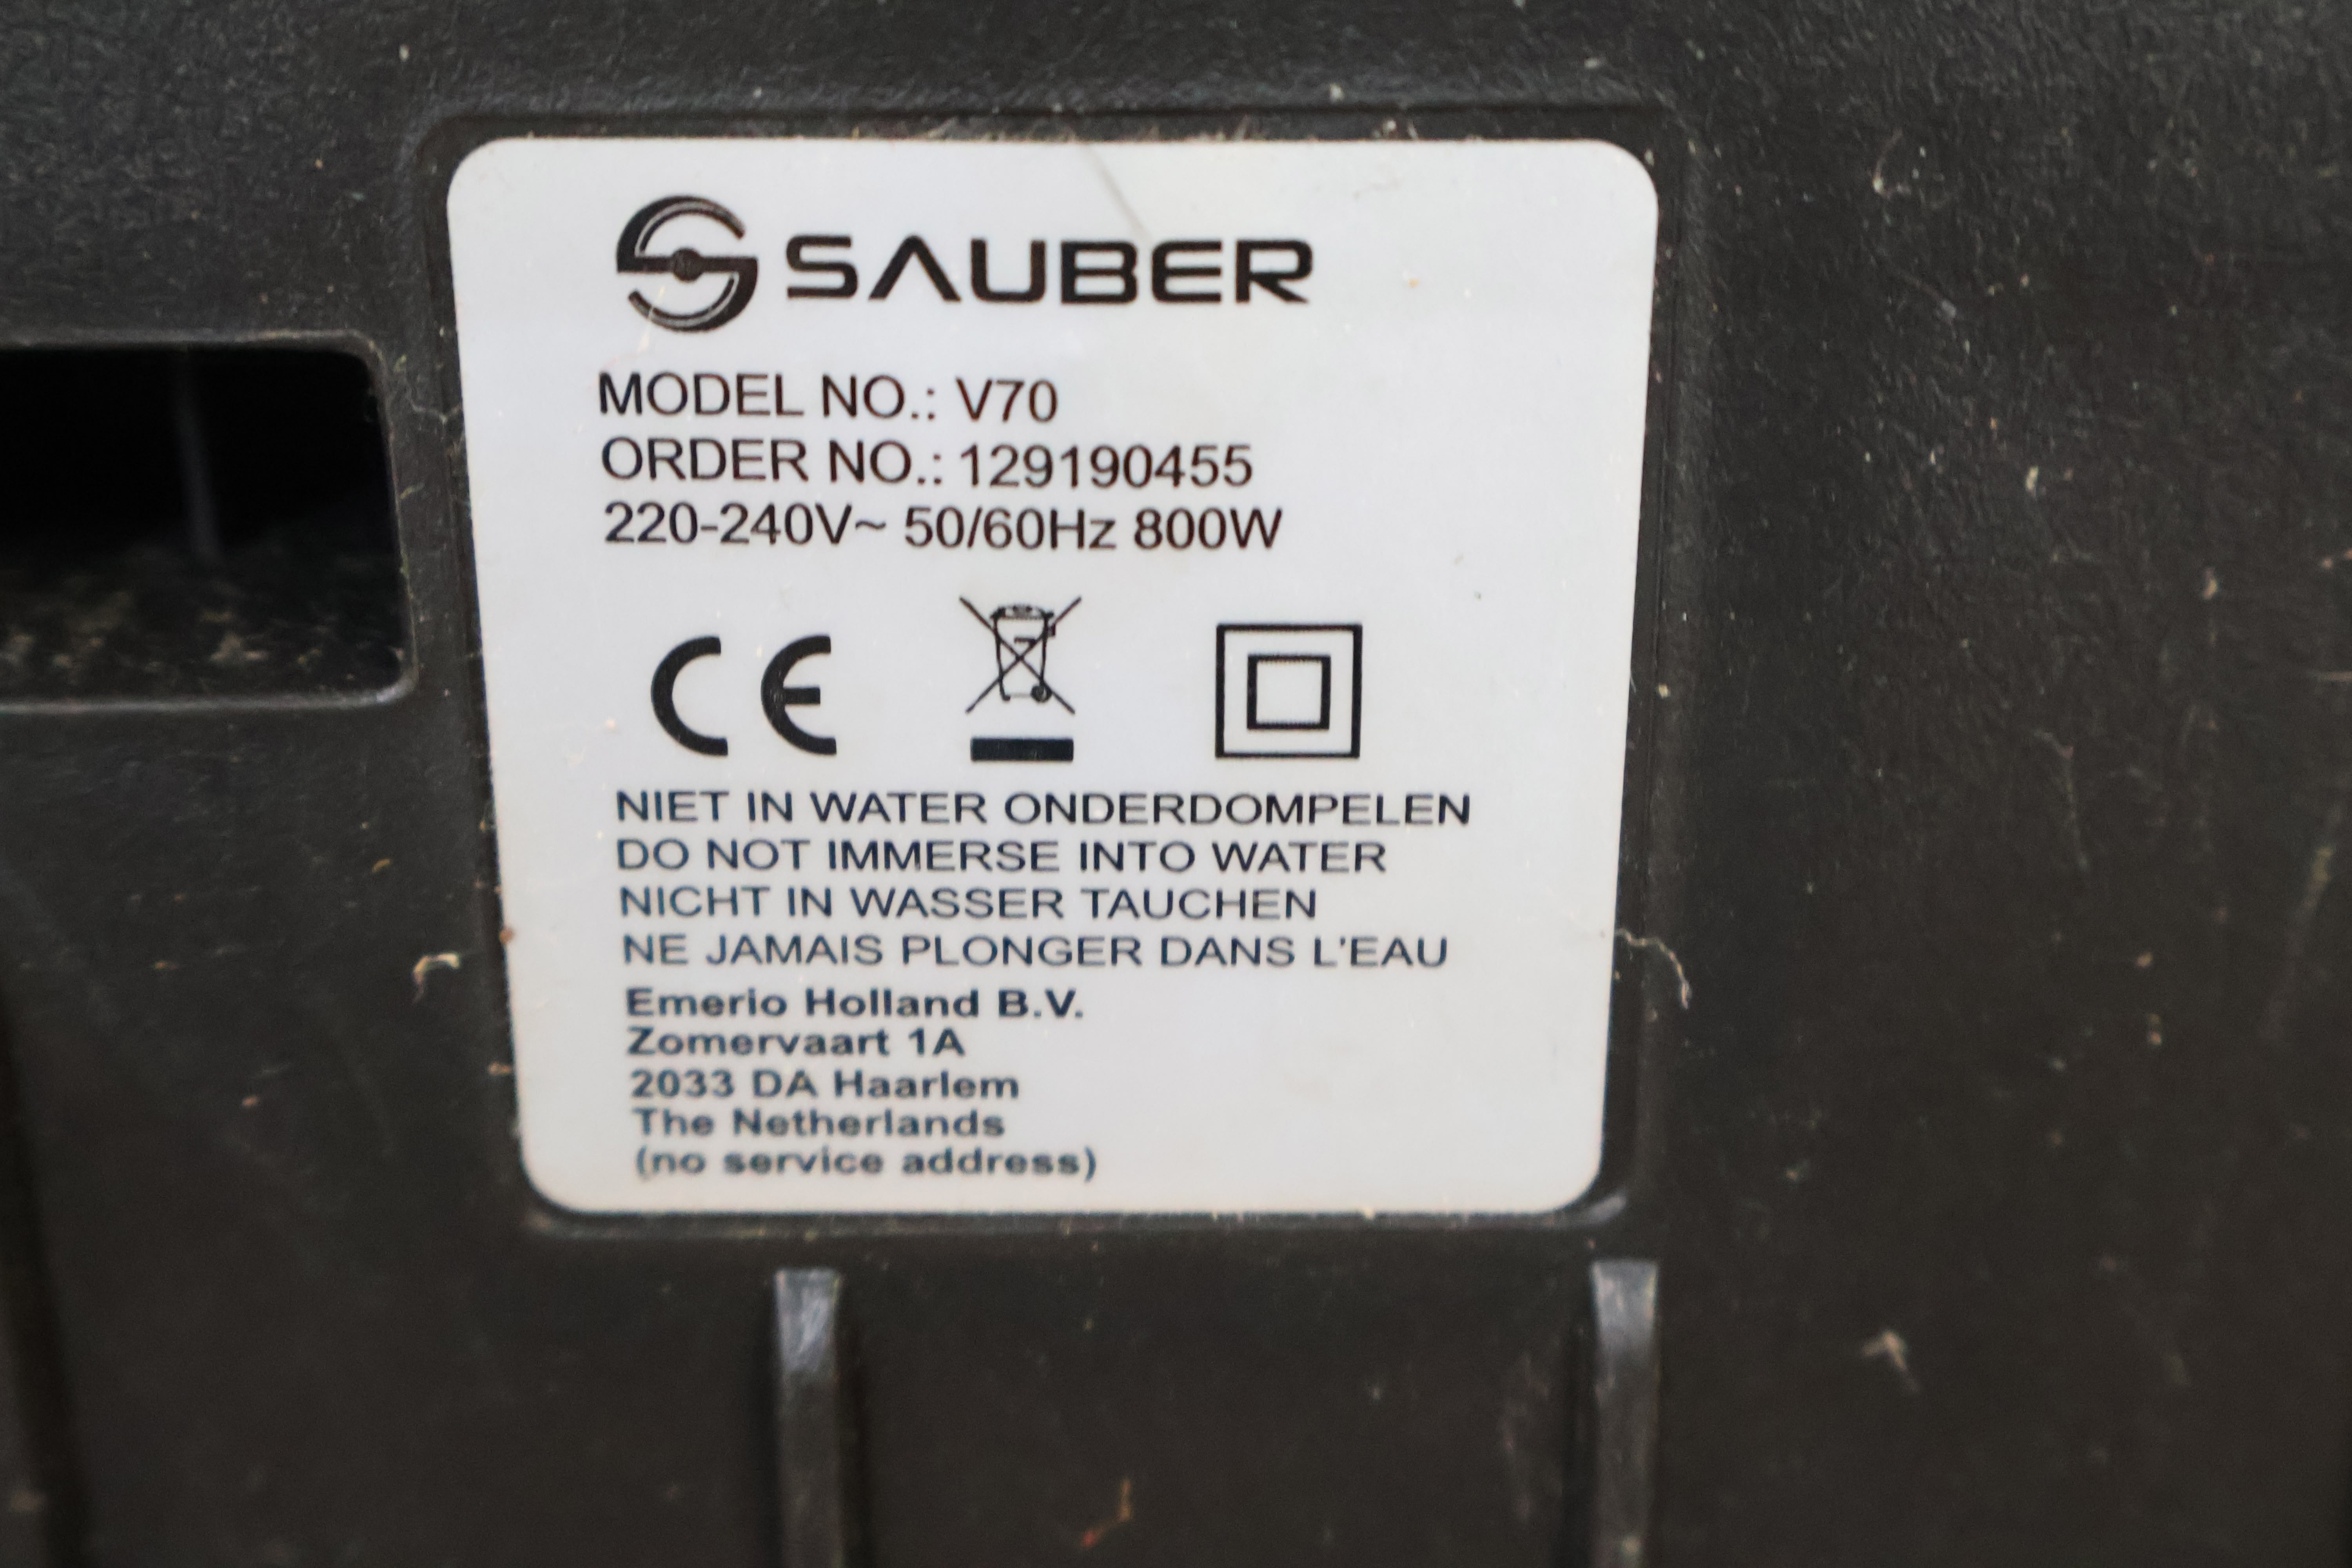 SAUBER
MODEL NO.: V70
ORDER NO.: 129190455
220-240V~ 50/60Hz 800W
CE
NIET IN WATER ONDERDOMPELEN
DO NOT IMMERSE INTO WATER
NICHT IN WASSER TAUCHEN
NE JAMAIS PLONGER DANS L'EAU
Emerio Holland B.V.
Zomervaart 1A
2033 DA Haarlem
The Netherlands
(no service address)